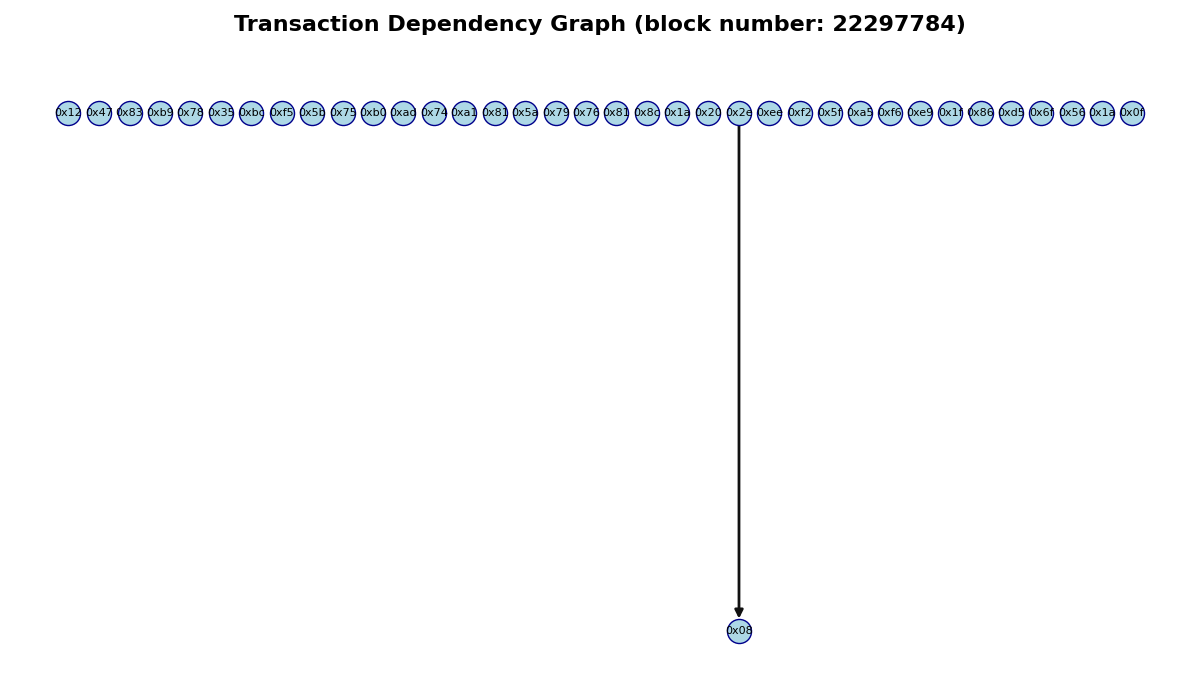 Transaction Dependency Graph (block number: 22297784)
0x12 0x47 0x83 0xb9 0x78 0x35 0xbc 0xf5 0x5b 0x75 0xb0 0xad 0x74 0xa1 0x81 0x5a 0x79 0x76 0x81 0x8c 0x1a 0x20 0x2e 0xee 0xf2 0x5f 0xa5 0xf6 0xe9 0x1f 0x86 0xd5 0x6f 0x56 0x1a 0x0f
0x08